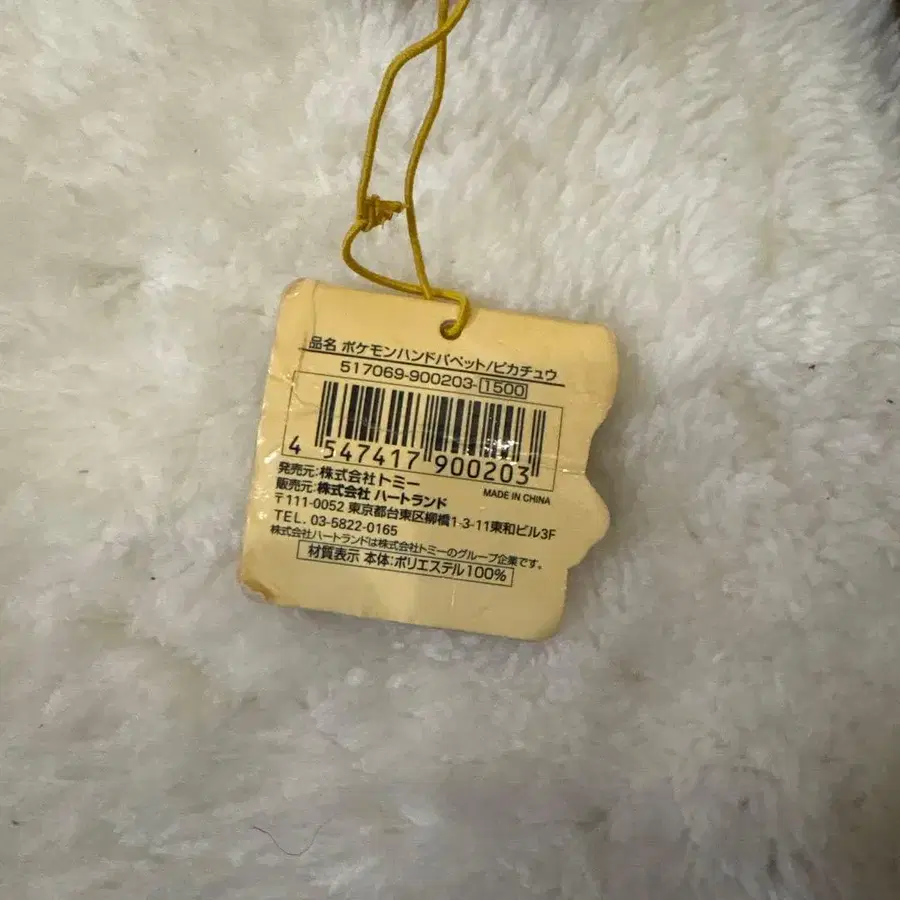 品名 ポケモンハンドパペット/ピカチュウ
517069-900203-1500
4 547417 900203
MADE IN CHINA
発売元:株式会社トミー
販売元:株式会社 ハートランド
〒111-0052 東京都台東区柳橋1-3-11東和ビル3F
TEL. 03-5822-0165
株式会社ハートランドは株式会社トミーのグループ企業です。
材質表示 本体:ポリエステル100%